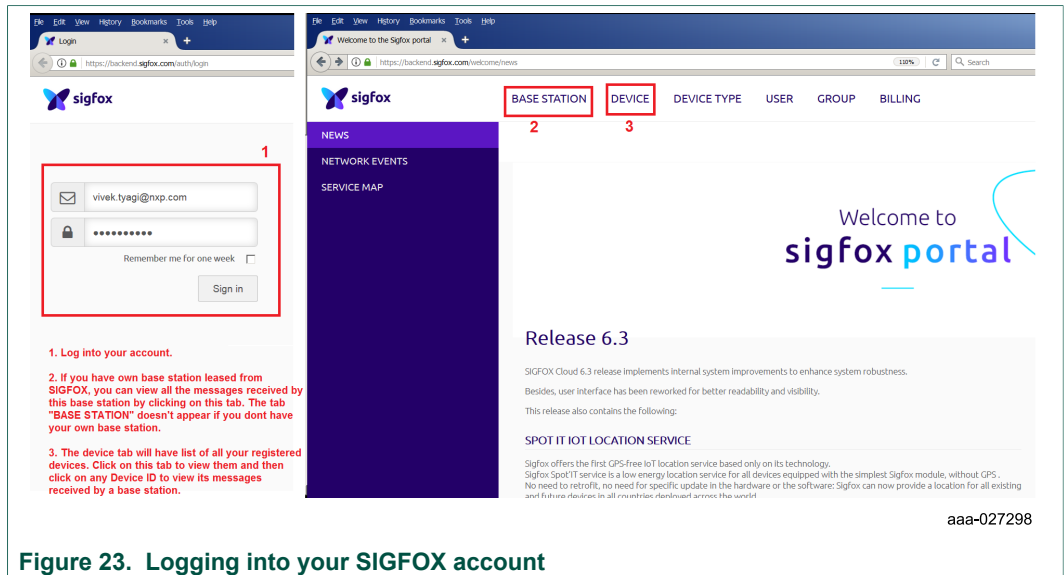 File Edit View History Bookmarks Tools Help
Login × +
https://backend.sigfox.com/auth/login
sigfox
1
vivek.tyagi@nxp.com
••••••••••
Remember me for one week
Sign in
1. Log into your account.
2. If you have own base station leased from
SIGFOX, you can view all the messages received by
this base station by clicking on this tab. The tab
"BASE STATION" doesn't appear if you dont have
your own base station.
3. The device tab will have list of all your registered
devices. Click on this tab to view them and then
click on any Device ID to view its messages
received by a base station.
File Edit View History Bookmarks Tools Help
Welcome to the Sigfox portal × +
https://backend.sigfox.com/welcome/news 110% Search
sigfox
BASE STATION DEVICE DEVICE TYPE USER GROUP BILLING
2 3
NEWS
NETWORK EVENTS
SERVICE MAP
Welcome to
sigfox portal
Release 6.3
SIGFOX Cloud 6.3 release implements internal system improvements to enhance system robustness.
Besides, user interface has been reworked for better readability and visibility.
This release also contains the following:
SPOT IT IOT LOCATION SERVICE
Sigfox offers the first GPS-free IoT location service based only on its technology.
Sigfox Spot'IT service is a low energy location service for all devices equipped with the simplest Sigfox module, without GPS .
No need to retrofit, no need for specific update in the hardware or the software: Sigfox can now provide a location for all existing
and future devices in all countries deployed across the world
aaa-027298
Figure 23. Logging into your SIGFOX account